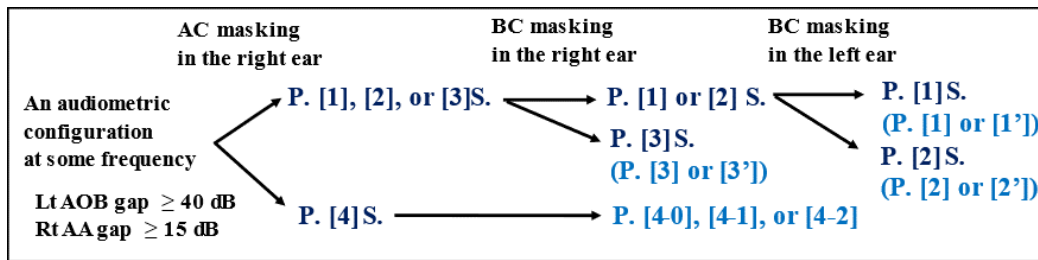 AC masking
in the right ear
BC masking
in the right ear
BC masking
in the left ear
An audiometric
configuration
at some frequency
Lt AOB gap ≥ 40 dB
Rt AA gap ≥ 15 dB
P. [1], [2], or [3]S.
P. [4]S.
P. [1] or [2] S.
P. [3]S.
(P. [3] or [3’])
P. [4-0], [4-1], or [4-2]
P. [1]S.
(P. [1] or [1’])
P. [2]S.
(P. [2] or [2’])